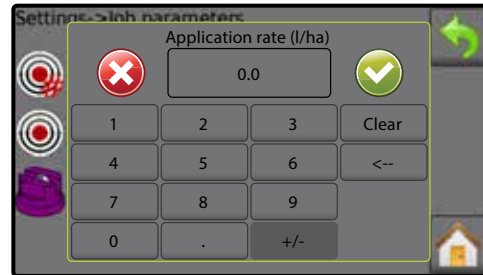 Settings->Job parameters
Application rate (l/ha)
0.0
1 2 3 Clear
4 5 6 <--
7 8 9
0 . +/-